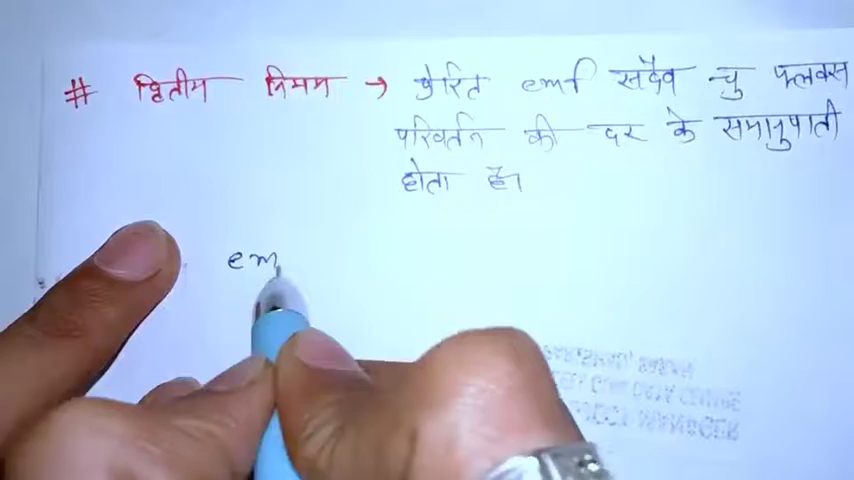 # द्वितीय नियम → प्रेरित emf सदैव चु फ्लक्स
परिवर्तन की दर के समानुपाती
होता है।
em